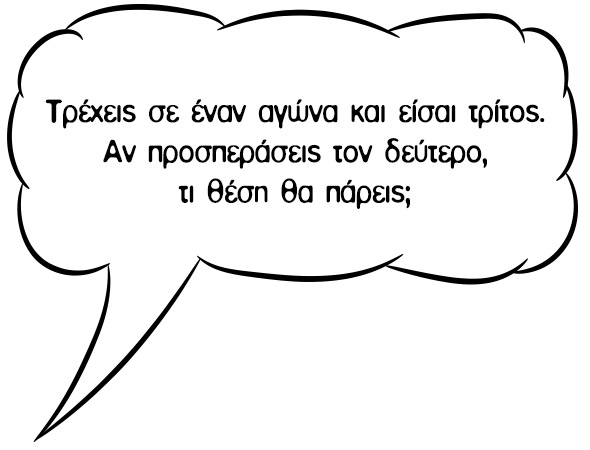 Τρέχεις σε έναν αγώνα και είσαι τρίτος.
Αν προσπεράσεις τον δεύτερο,
τι θέση θα πάρεις;